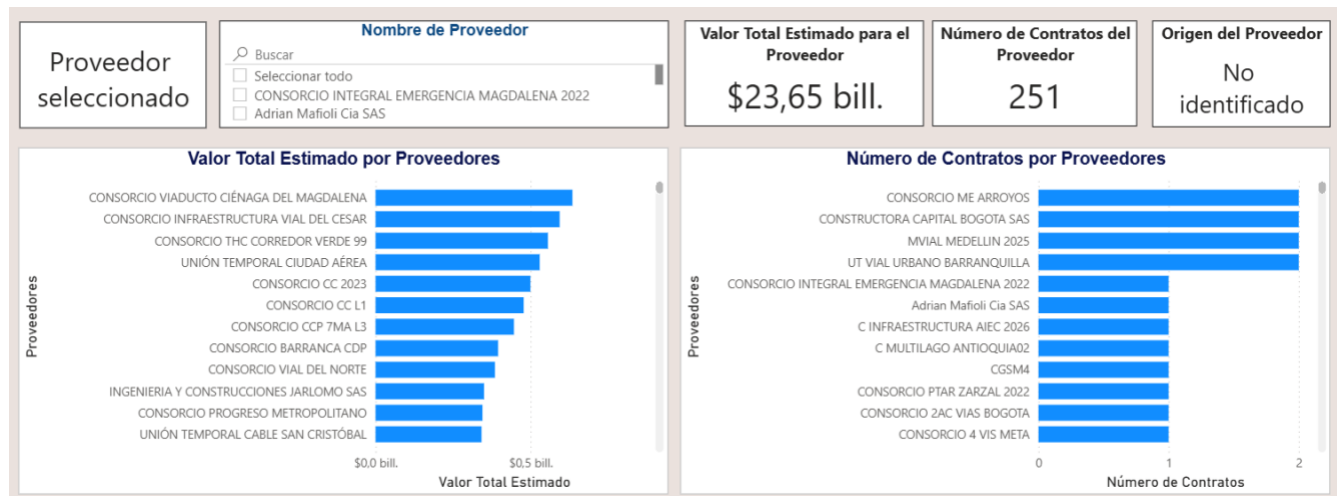 Proveedor
seleccionado
Nombre de Proveedor
Buscar
Seleccionar todo
CONSORCIO INTEGRAL EMERGENCIA MAGDALENA 2022
Adrian Mafioli Cia SAS
Valor Total Estimado para el
Proveedor
$23,65 bill.
Número de Contratos del
Proveedor
251
Origen del Proveedor
No
identificado
Valor Total Estimado por Proveedores
Proveedores
CONSORCIO VIADUCTO CIÉNAGA DEL MAGDALENA
CONSORCIO INFRAESTRUCTURA VIAL DEL CESAR
CONSORCIO THC CORREDOR VERDE 99
UNIÓN TEMPORAL CIUDAD AÉREA
CONSORCIO CC 2023
CONSORCIO CC L1
CONSORCIO CCP 7MA L3
CONSORCIO BARRANCA CDP
CONSORCIO VIAL DEL NORTE
INGENIERIA Y CONSTRUCCIONES JARLOMO SAS
CONSORCIO PROGRESO METROPOLITANO
UNIÓN TEMPORAL CABLE SAN CRISTÓBAL
$0,0 bill. $0,5 bill.
Valor Total Estimado
Número de Contratos por Proveedores
Proveedores
CONSORCIO ME ARROYOS
CONSTRUCTORA CAPITAL BOGOTA SAS
MVIAL MEDELLIN 2025
UT VIAL URBANO BARRANQUILLA
CONSORCIO INTEGRAL EMERGENCIA MAGDALENA 2022
Adrian Mafioli Cia SAS
C INFRAESTRUCTURA AIEC 2026
C MULTILAGO ANTIOQUIA02
CGSM4
CONSORCIO PTAR ZARZAL 2022
CONSORCIO 2AC VIAS BOGOTA
CONSORCIO 4 VIS META
0 1 2
Número de Contratos